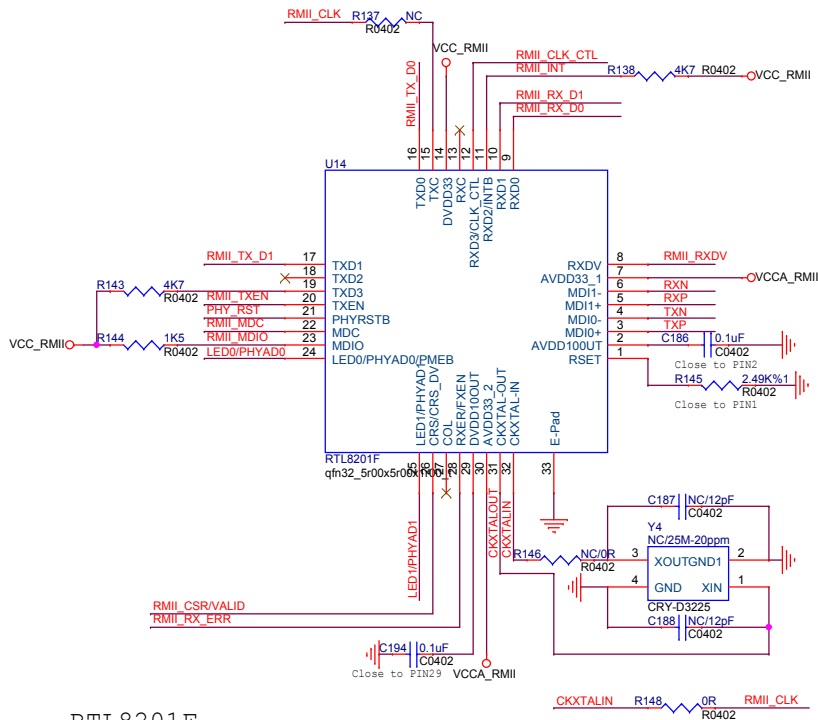 RMII_CLK
R137
NC
R0402
VCC_RMII
RMII_CLK_CTL
RMII_INT
R138
4K7
R0402
VCC_RMII
RMII_TX_D0
RMII_RX_D1
RMII_RX_D0
16
15
14
13
12
11
10
9
U14
TXD0
TXC
DVDD33
RXC
RXD3/CLK_CTL
RXD2/INTB
RXD1
RXD0
RMII_TX_D1
17
TXD1
18
TXD2
R143
4K7
R0402
19
TXD3
RMII_TXEN
20
TXEN
PHY_RST
21
PHYRSTB
RMII_MDC
22
MDC
VCC_RMII
R144
1K5
R0402
RMII_MDIO
23
MDIO
LED0/PHYAD0
24
LED0/PHYAD0/PMEB
RXDV
8
RMII_RXDV
AVDD33_1
7
VCCA_RMII
MDI1-
6
RXN
MDI1+
5
RXP
MDI0-
4
TXN
MDI0+
3
TXP
AVDD10OUT
2
C186
0.1uF
C0402
Close to PIN2
RSET
1
R145
2.49K%1
R0402
Close to PIN1
LED1/PHYAD1
CRS/CRS_DV
COL
RXER/FXEN
DVDD10OUT
AVDD33_2
CKXTAL-OUT
CKXTAL-IN
E-Pad
RTL8201F
25
26
27
28
29
30
31
32
33
LED1/PHYAD1
CKXTALOUT
CKXTALIN
C187
NC/12pF
C0402
Y4
NC/25M-20ppm
R146
NC/0R
R0402
3
XOUT
GND1
2
4
GND
XIN
1
CRY-D3225
C188
NC/12pF
C0402
RMII_CSR/VALID
RMII_RX_ERR
C194
0.1uF
C0402
Close to PIN29
VCCA_RMII
CKXTALIN
R148
0R
R0402
RMII_CLK